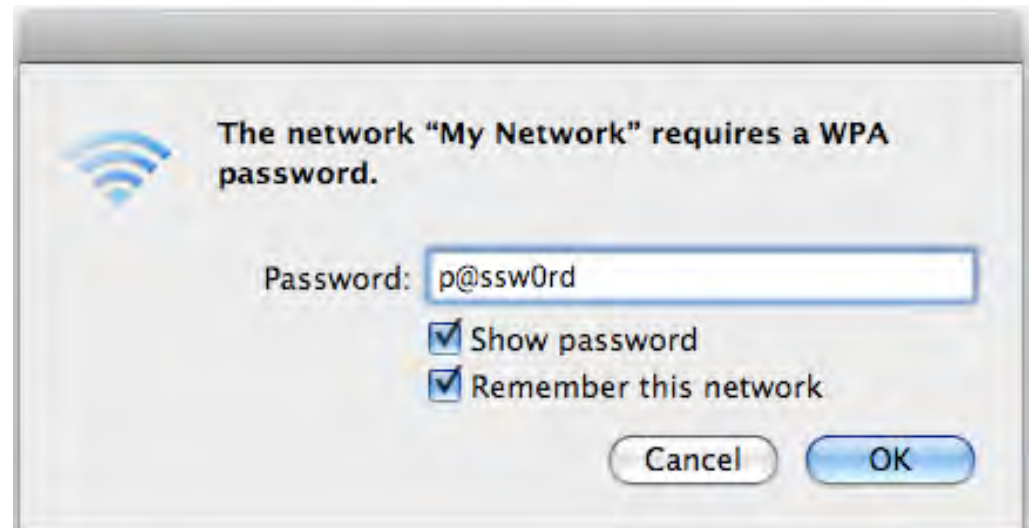 The network “My Network” requires a WPA
password.
Password: p@ssw0rd
Show password
Remember this network
Cancel OK